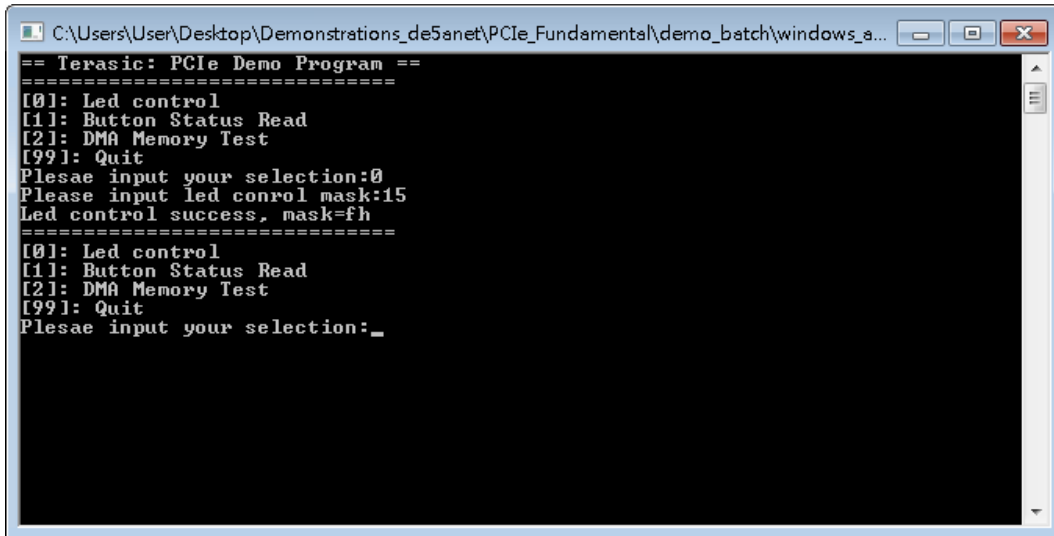 C:\Users\User\Desktop\Demonstrations_de5anet\PCIe_Fundamental\demo_batch\windows_a...
== Terasic: PCIe Demo Program ==
==============================
[0]: Led control
[1]: Button Status Read
[2]: DMA Memory Test
[99]: Quit
Plesae input your selection:0
Please input led conrol mask:15
Led control success, mask=fh
==============================
[0]: Led control
[1]: Button Status Read
[2]: DMA Memory Test
[99]: Quit
Plesae input your selection:_